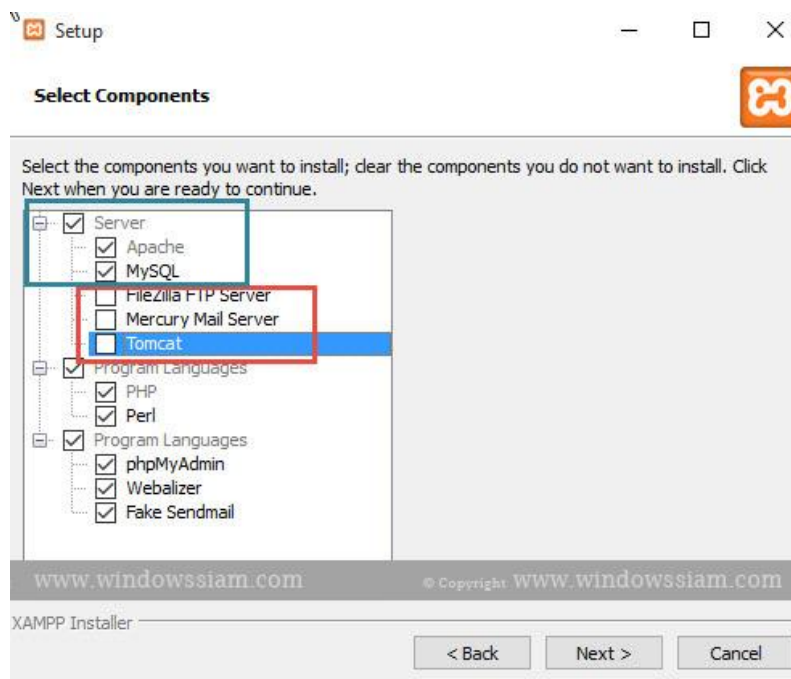 Setup
Select Components
Select the components you want to install; clear the components you do not want to install. Click
Next when you are ready to continue.
Server
Apache
MySQL
FileZilla FTP Server
Mercury Mail Server
Tomcat
Program Languages
PHP
Perl
Program Languages
phpMyAdmin
Webalizer
Fake Sendmail
www.windowssiam.com © Copyright www.windowssiam.com
XAMPP Installer
< Back Next > Cancel